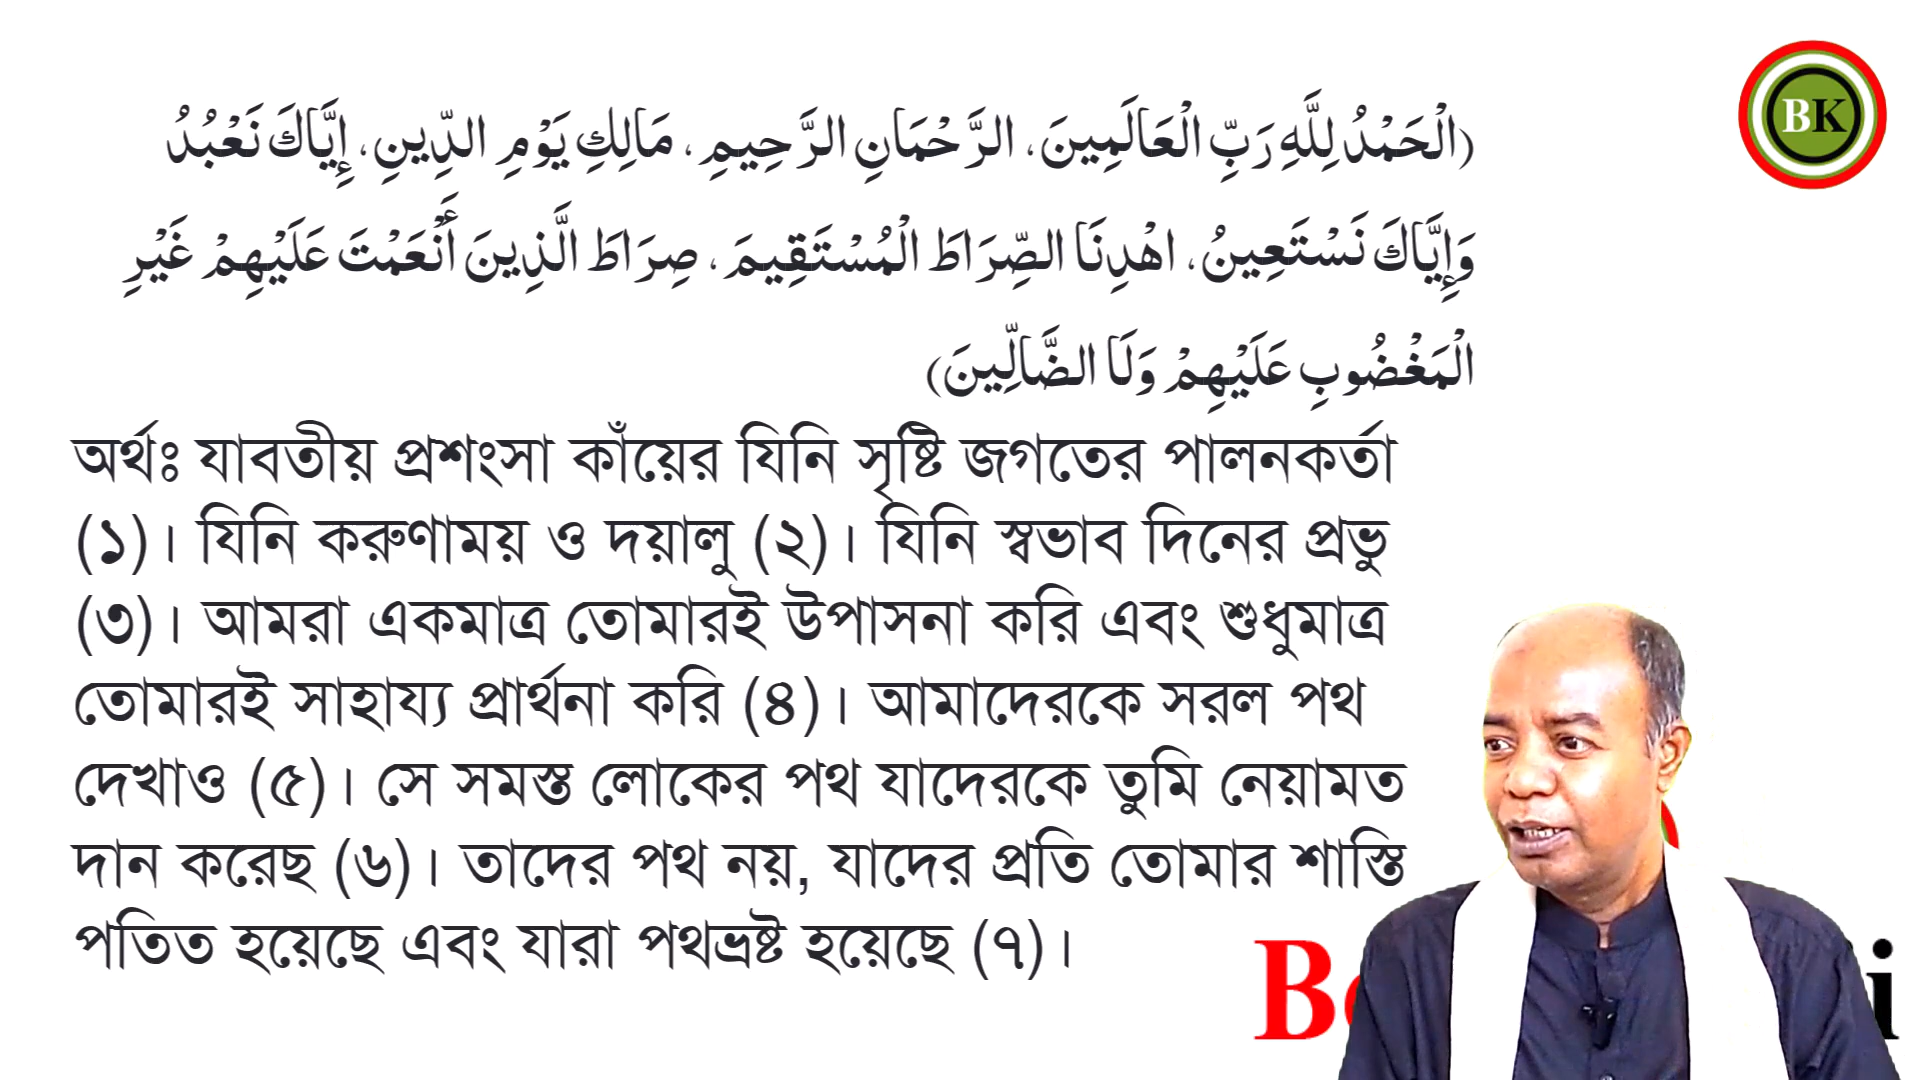 BK
(الْحَمْدُ لِلَّهِ رَبِّ الْعَالَمِينَ، الرَّحْمَانِ الرَّحِيمِ، مَالِكِ يَوْمِ الدِّينِ، إِيَّاكَ نَعْبُدُ
وَإِيَّاكَ نَسْتَعِينُ، اهْدِنَا الصِّرَاطَ الْمُسْتَقِيمَ، صِرَاطَ الَّذِينَ أَنْعَمْتَ عَلَيْهِمْ غَيْرِ
الْمَغْضُوبِ عَلَيْهِمْ وَلَا الضَّالِّينَ)
অর্থঃ যাবতীয় প্রশংসা কাঁয়ের যিনি সৃষ্টি জগতের পালনকর্তা
(১)। যিনি করুণাময় ও দয়ালু (২)। যিনি স্বভাব দিনের প্রভু
(৩)। আমরা একমাত্র তোমারই উপাসনা করি এবং শুধুমাত্র
তোমারই সাহায্য প্রার্থনা করি (৪)। আমাদেরকে সরল পথ
দেখাও (৫)। সে সমস্ত লোকের পথ যাদেরকে তুমি নেয়ামত
দান করেছ (৬)। তাদের পথ নয়, যাদের প্রতি তোমার শাস্তি
পতিত হয়েছে এবং যারা পথভ্রষ্ট হয়েছে (৭)।